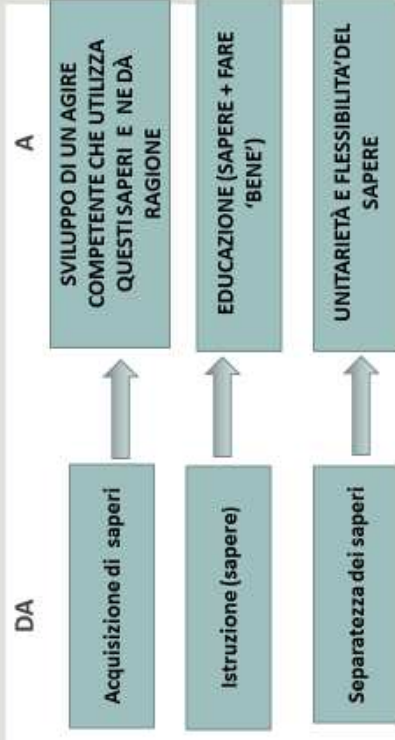 DA
A
Acquisizione di saperi
SVILUPPO DI UN AGIRE
COMPETENTE CHE UTILIZZA
QUESTI SAPERI E NE DÀ
RAGIONE
Istruzione (sapere)
EDUCAZIONE (SAPERE + FARE
‘BENE’)
Separatezza dei saperi
UNITARIETÀ E FLESSIBILITA’DEL
SAPERE